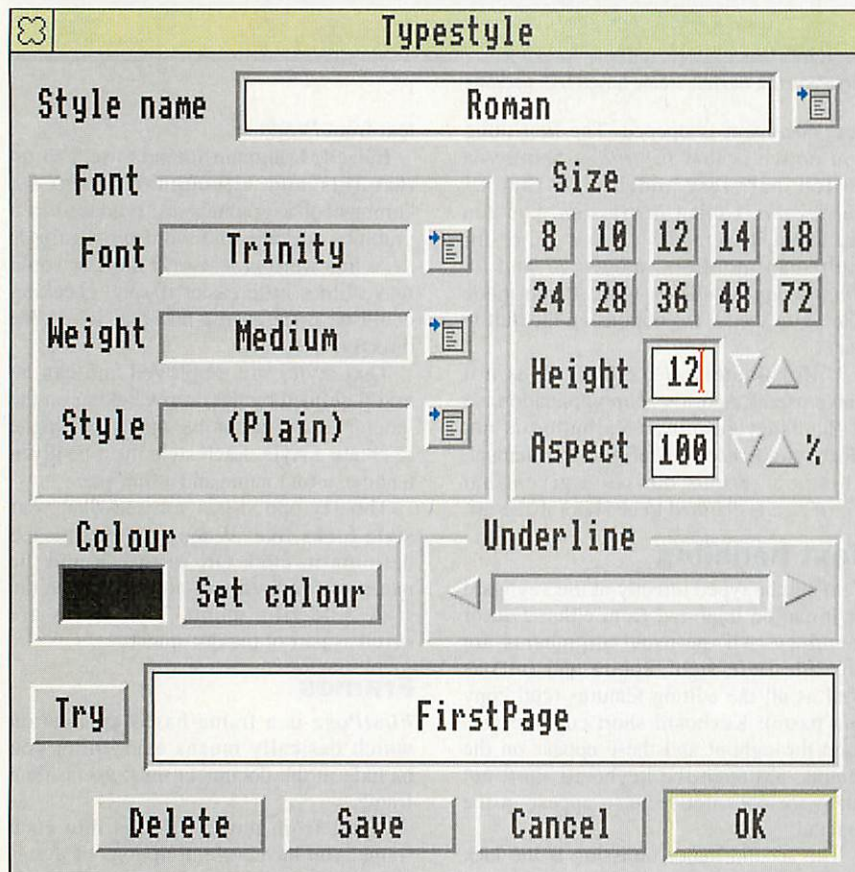 Typestyle
Style name Roman
Font
Font Trinity
Weight Medium
Style (Plain)
Size
8 10 12 14 18
24 28 36 48 72
Height 12
Aspect 100 %
Colour
Set colour
Underline
Try FirstPage
Delete Save Cancel OK